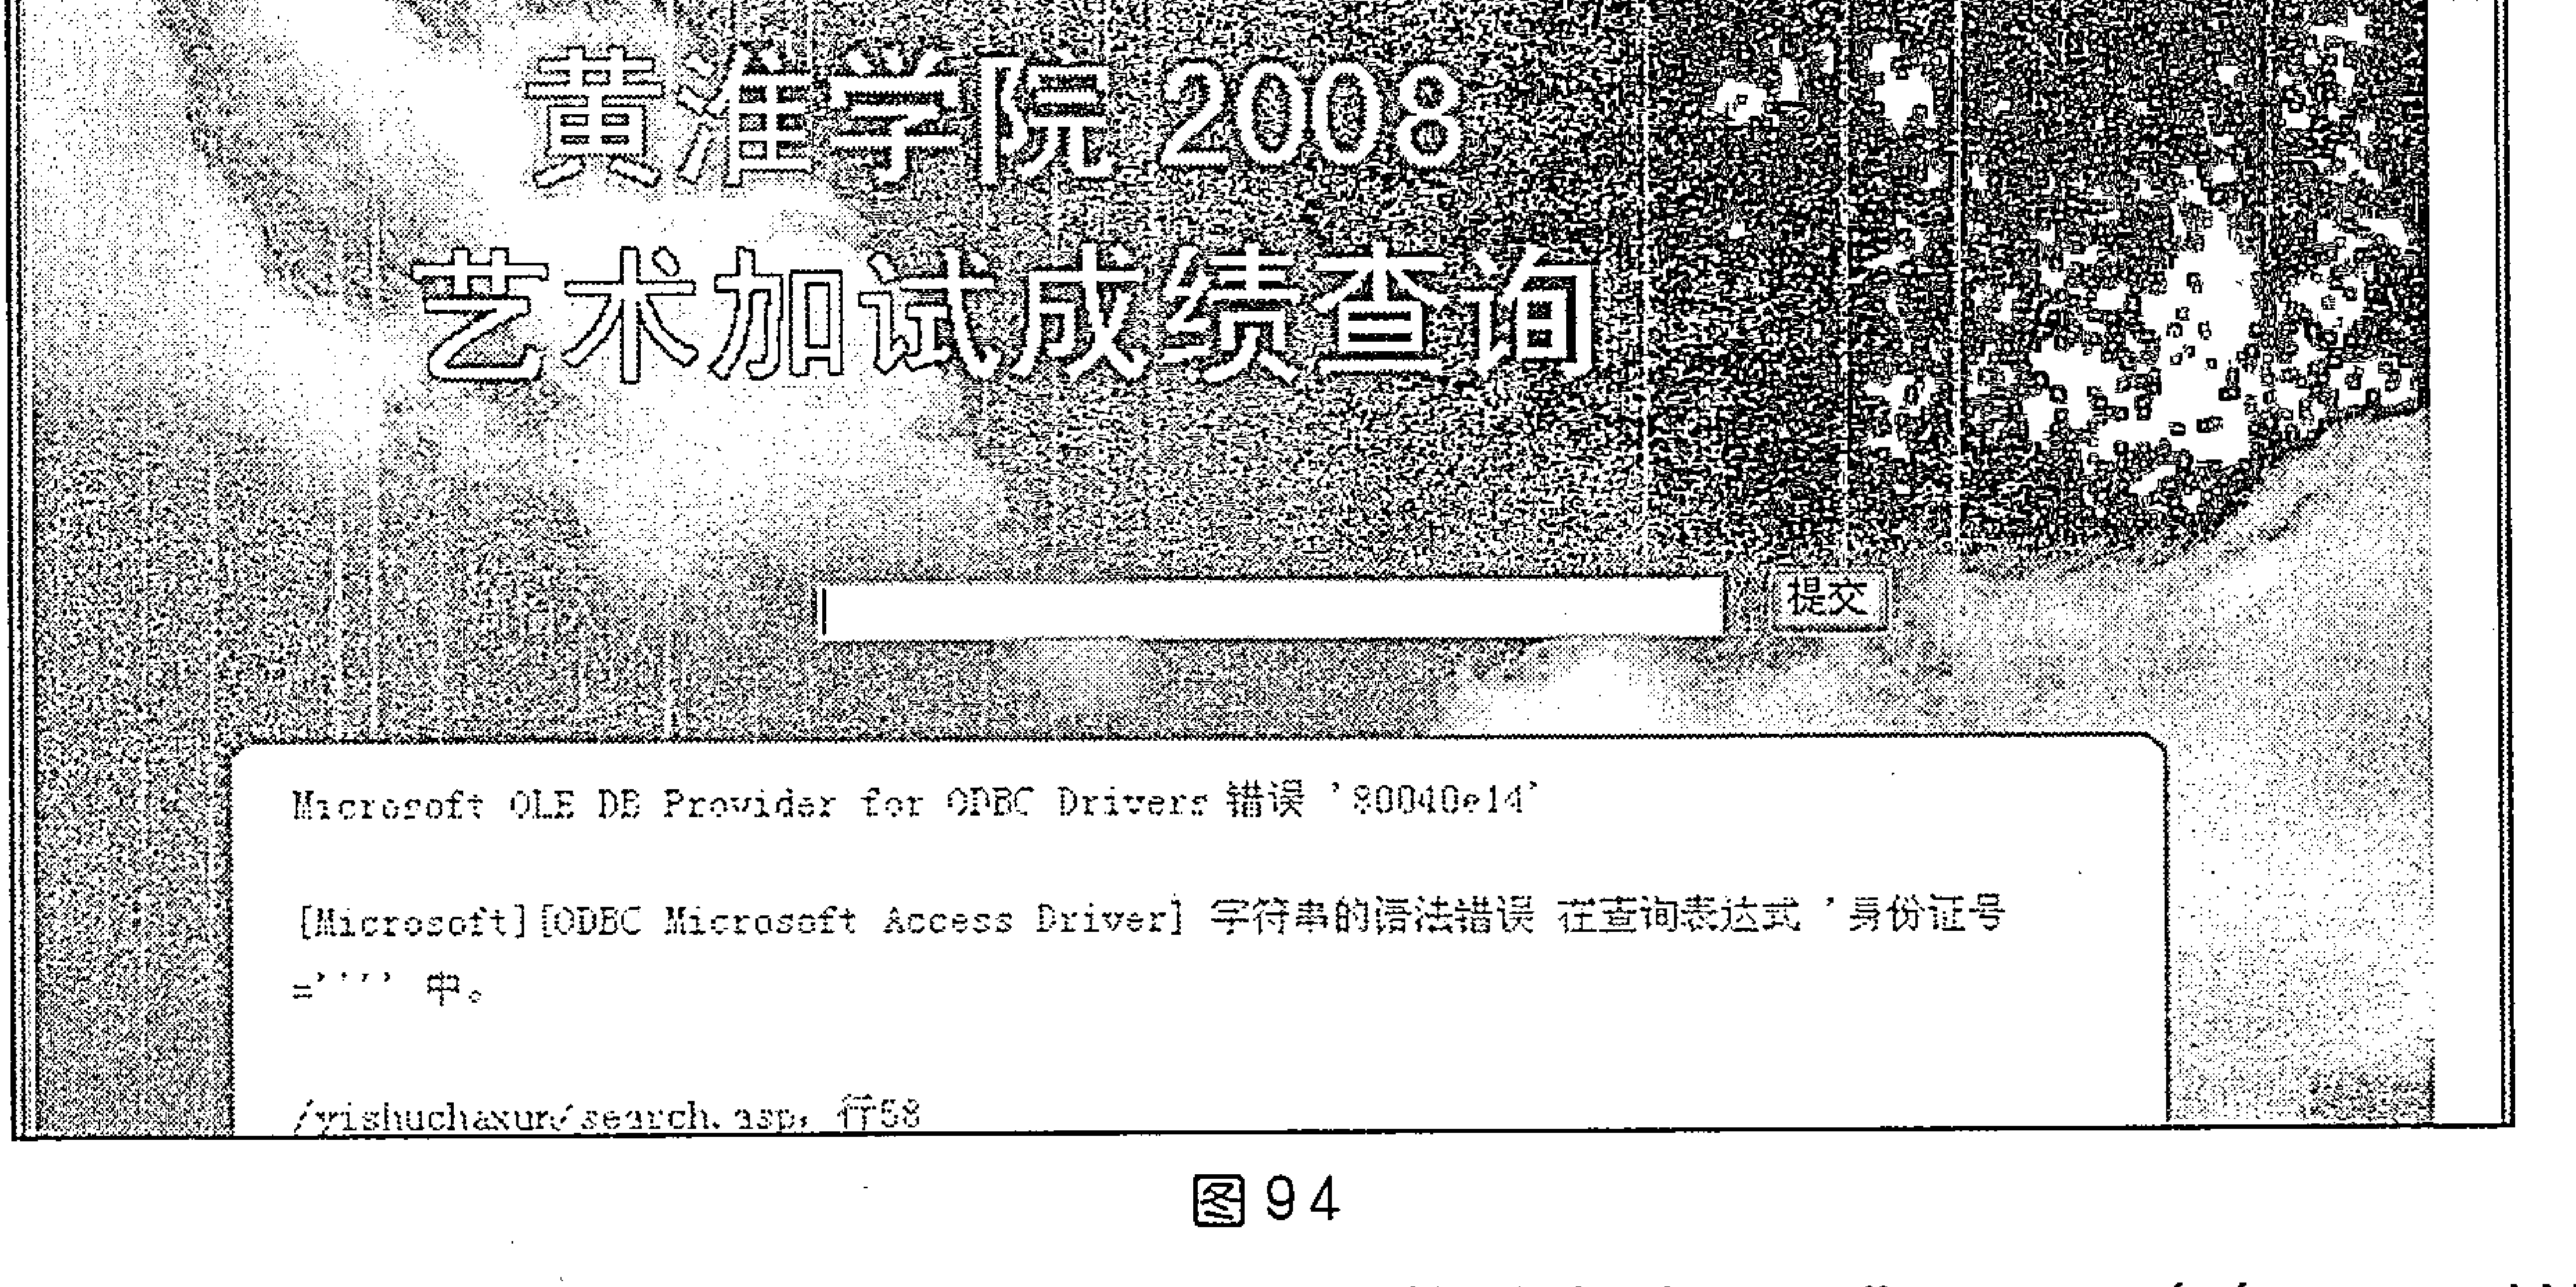 黄淮学院 2008
艺术加试成绩查询
提交
Microsoft OLE DB Provider for ODBC Drivers 错误 '80040e14'
[Microsoft][ODBC Microsoft Access Driver] 字符串的语法错误 在查询表达式 '身份证号
='''' 中。
/yishuchaxun/search.asp，行58
图94